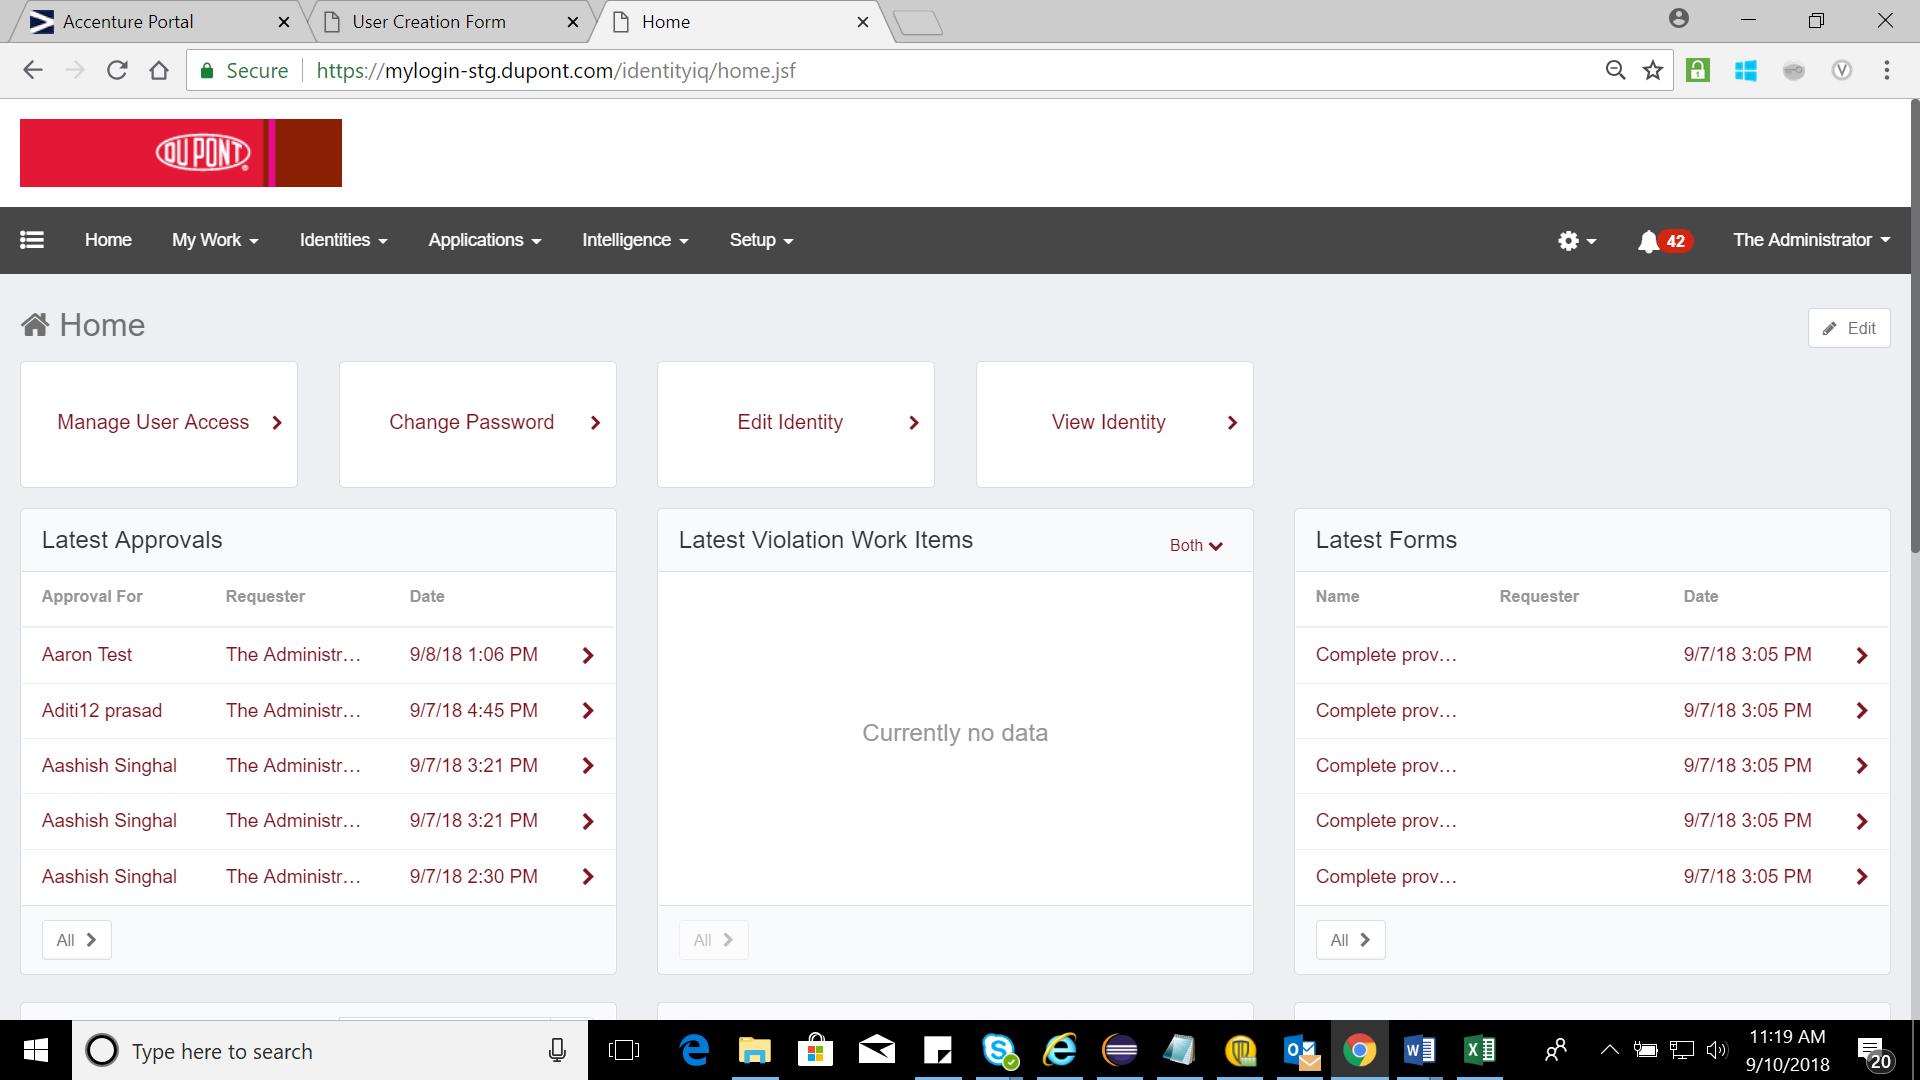 Accenture Portal
User Creation Form
Home
Secure
https://mylogin-stg.dupont.com/identityiq/home.jsf
DU PONT
Home
My Work
Identities
Applications
Intelligence
Setup
42
The Administrator
Home
Edit
Manage User Access
Change Password
Edit Identity
View Identity
Latest Approvals
Approval For Requester Date
Aaron Test The Administr... 9/8/18 1:06 PM
Aditi12 prasad The Administr... 9/7/18 4:45 PM
Aashish Singhal The Administr... 9/7/18 3:21 PM
Aashish Singhal The Administr... 9/7/18 3:21 PM
Aashish Singhal The Administr... 9/7/18 2:30 PM
All
Latest Violation Work Items
Both
Currently no data
All
Latest Forms
Name Requester Date
Complete prov... 9/7/18 3:05 PM
Complete prov... 9/7/18 3:05 PM
Complete prov... 9/7/18 3:05 PM
Complete prov... 9/7/18 3:05 PM
Complete prov... 9/7/18 3:05 PM
All
Type here to search
11:19 AM
9/10/2018
20